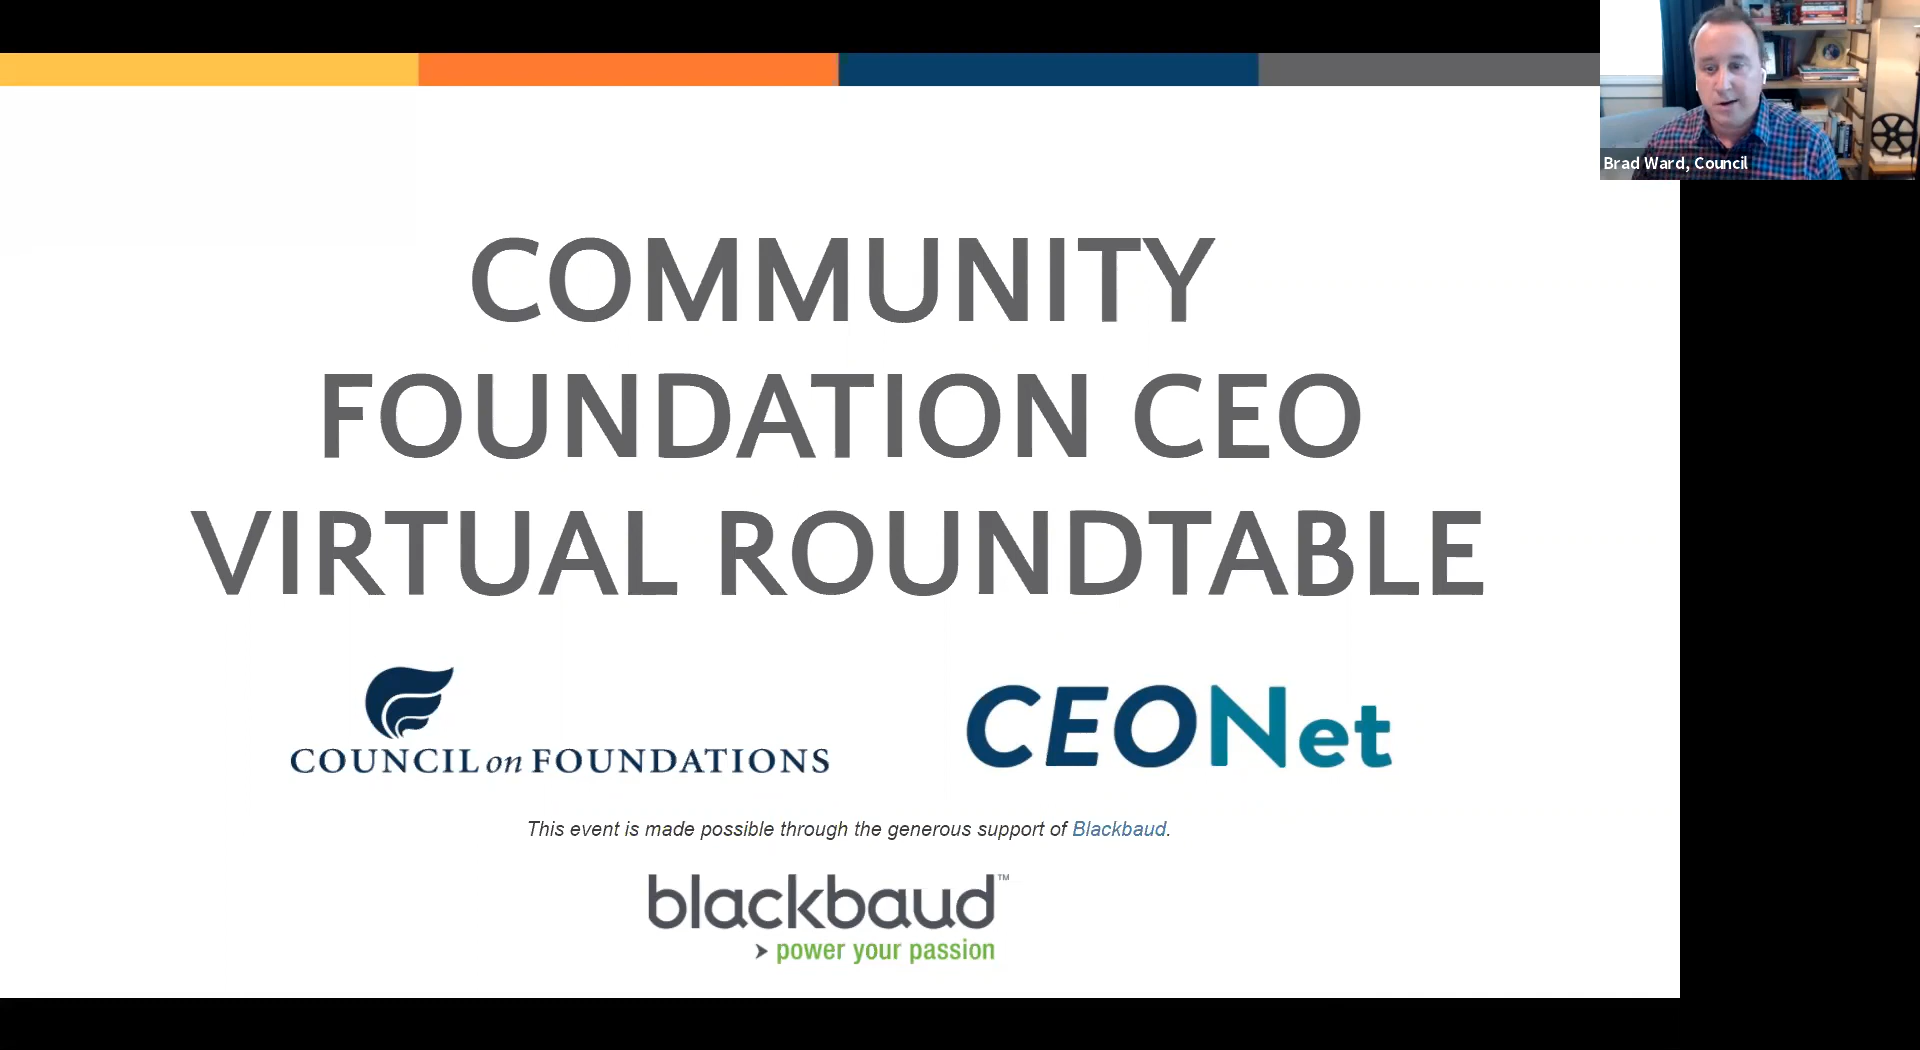 Brad Ward, Council
COMMUNITY
FOUNDATION CEO
VIRTUAL ROUNDTABLE
COUNCIL on FOUNDATIONS
CEONet
This event is made possible through the generous support of Blackbaud.
blackbaud™
power your passion